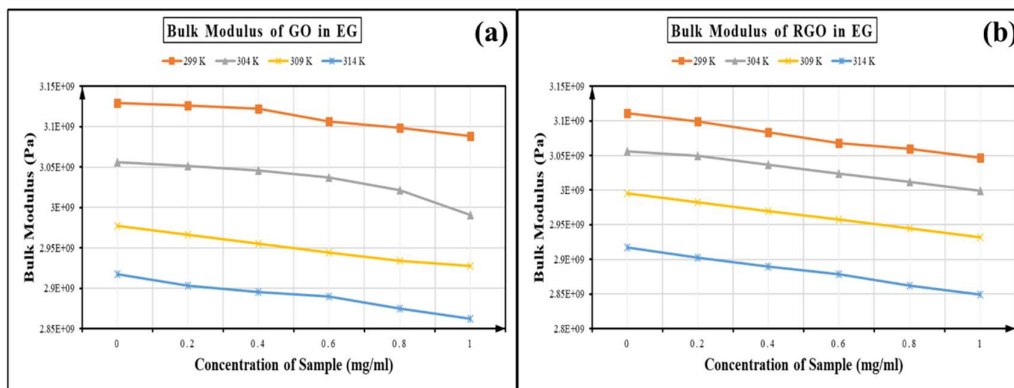 Bulk Modulus of GO in EG
(a)
299 K 304 K 309 K 314 K
3.15E+09
3.1E+09
3.05E+09
3E+09
2.95E+09
2.9E+09
2.85E+09
Bulk Modulus (Pa)
0 0.2 0.4 0.6 0.8 1
Concentration of Sample (mg/ml)
Bulk Modulus of RGO in EG
(b)
299 K 304 K 309 K 314 K
3.15E+09
3.1E+09
3.05E+09
3E+09
2.95E+09
2.9E+09
2.85E+09
2.8E+09
Bulk Modulus (Pa)
0 0.2 0.4 0.6 0.8 1
Concentration of Sample (mg/ml)